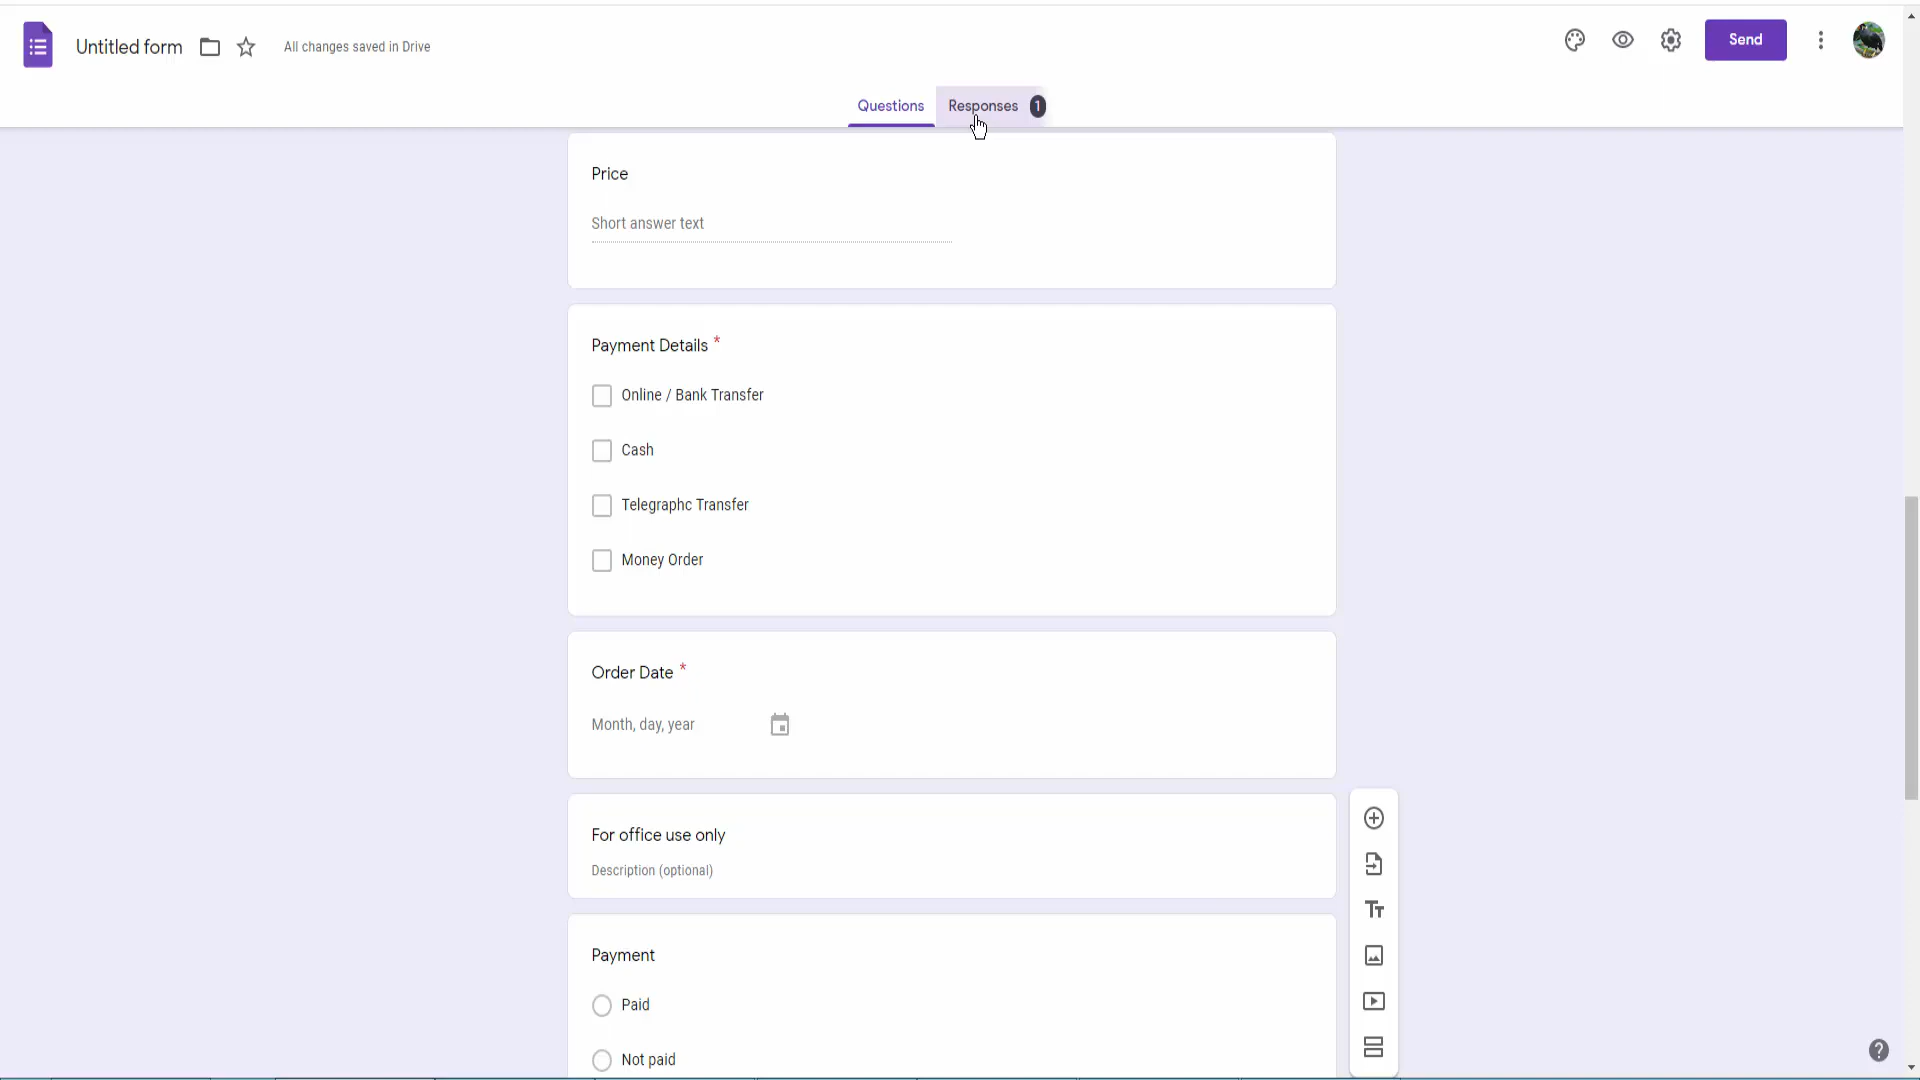 Untitled form
All changes saved in Drive
Send
Questions
Responses 1
Price
Short answer text
Payment Details *
Online / Bank Transfer
Cash
Telegraphc Transfer
Money Order
Order Date *
Month, day, year
For office use only
Description (optional)
Payment
Paid
Not paid